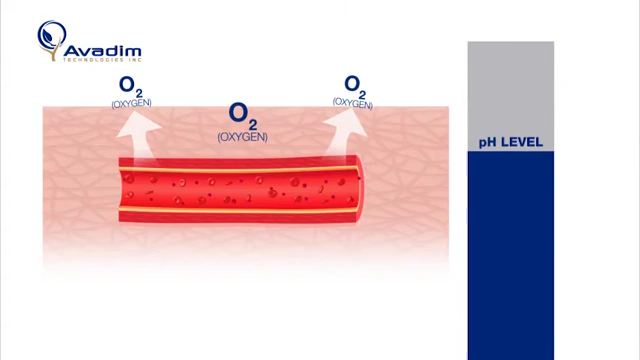 Avadim
TECHNOLOGIES INC
O2
(OXYGEN)
O2
(OXYGEN)
O2
(OXYGEN)
pH LEVEL